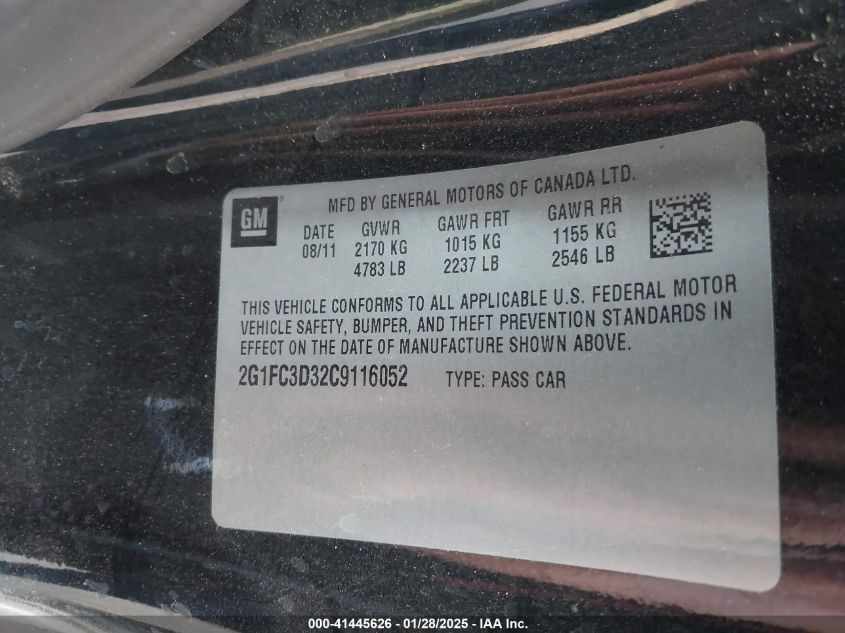 MFD BY GENERAL MOTORS OF CANADA LTD.
GM
DATE GVWR GAWR FRT GAWR RR
08/11 2170 KG 1015 KG 1155 KG
4783 LB 2237 LB 2546 LB
THIS VEHICLE CONFORMS TO ALL APPLICABLE U.S. FEDERAL MOTOR
VEHICLE SAFETY, BUMPER, AND THEFT PREVENTION STANDARDS IN
EFFECT ON THE DATE OF MANUFACTURE SHOWN ABOVE.
2G1FC3D32C9116052 TYPE: PASS CAR
000-41445626 | 01/28/2025 - IAA Inc.